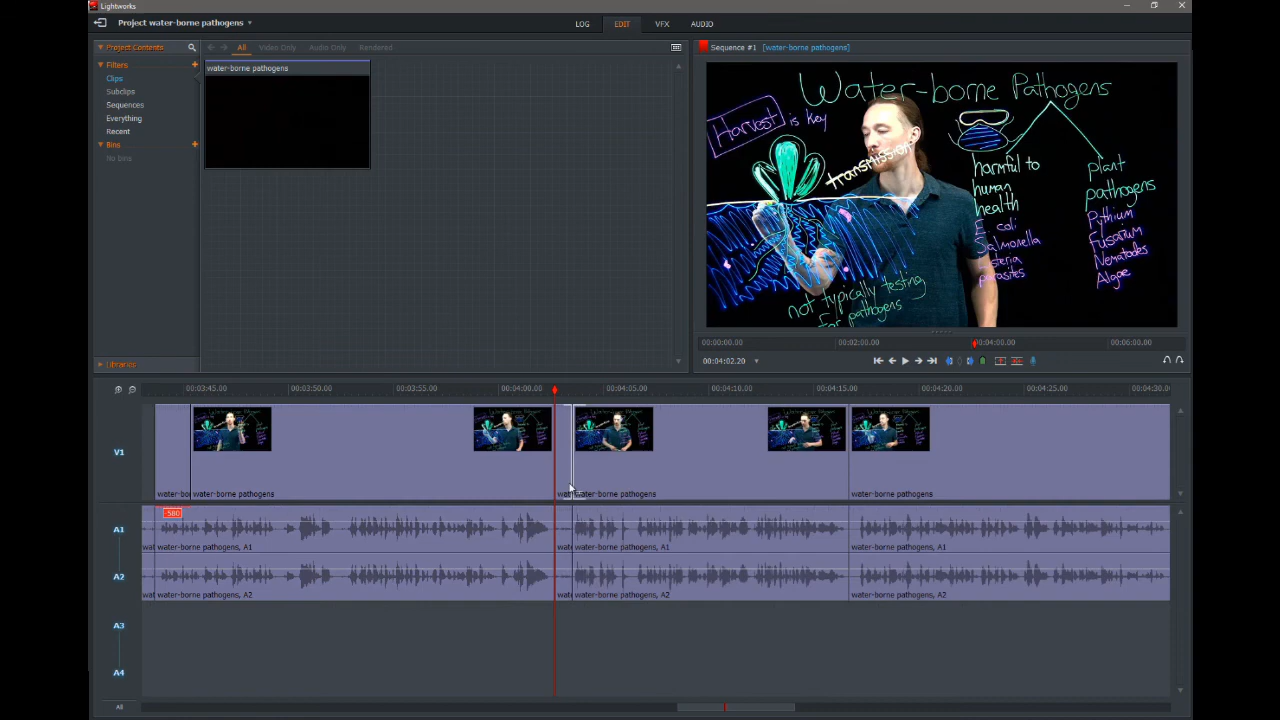 Lightworks
Project water-borne pathogens
LOG EDIT VFX AUDIO
Project Contents
All Video Only Audio Only Rendered
Filters
Clips
Subclips
Sequences
Everything
Recent
Bins
No bins
Libraries
water-borne pathogens
Sequence #1 [water-borne pathogens]
Water-borne Pathogens
Harvest is key
transmission
harmful to
human
health
E. coli
Salmonella
parasites
plant
pathogens
Pythium
Fusarium
Nematodes
Algae
not typically testing
for pathogens
00:00:00.00 00:02:00.00 00:04:00.00 00:06:00.00
00:04:02.20
00:03:45.00 00:03:50.00 00:03:55.00 00:04:00.00 00:04:05.00 00:04:10.00 00:04:15.00 00:04:20.00 00:04:25.00 00:04:30.00
V1
water-bor water-borne pathogens water-borne pathogens water-borne pathogens
-580
A1
wat water-borne pathogens, A1 wat water-borne pathogens, A1 water-borne pathogens, A1
A2
wat water-borne pathogens, A2 wat water-borne pathogens, A2 water-borne pathogens, A2
A3
A4
All